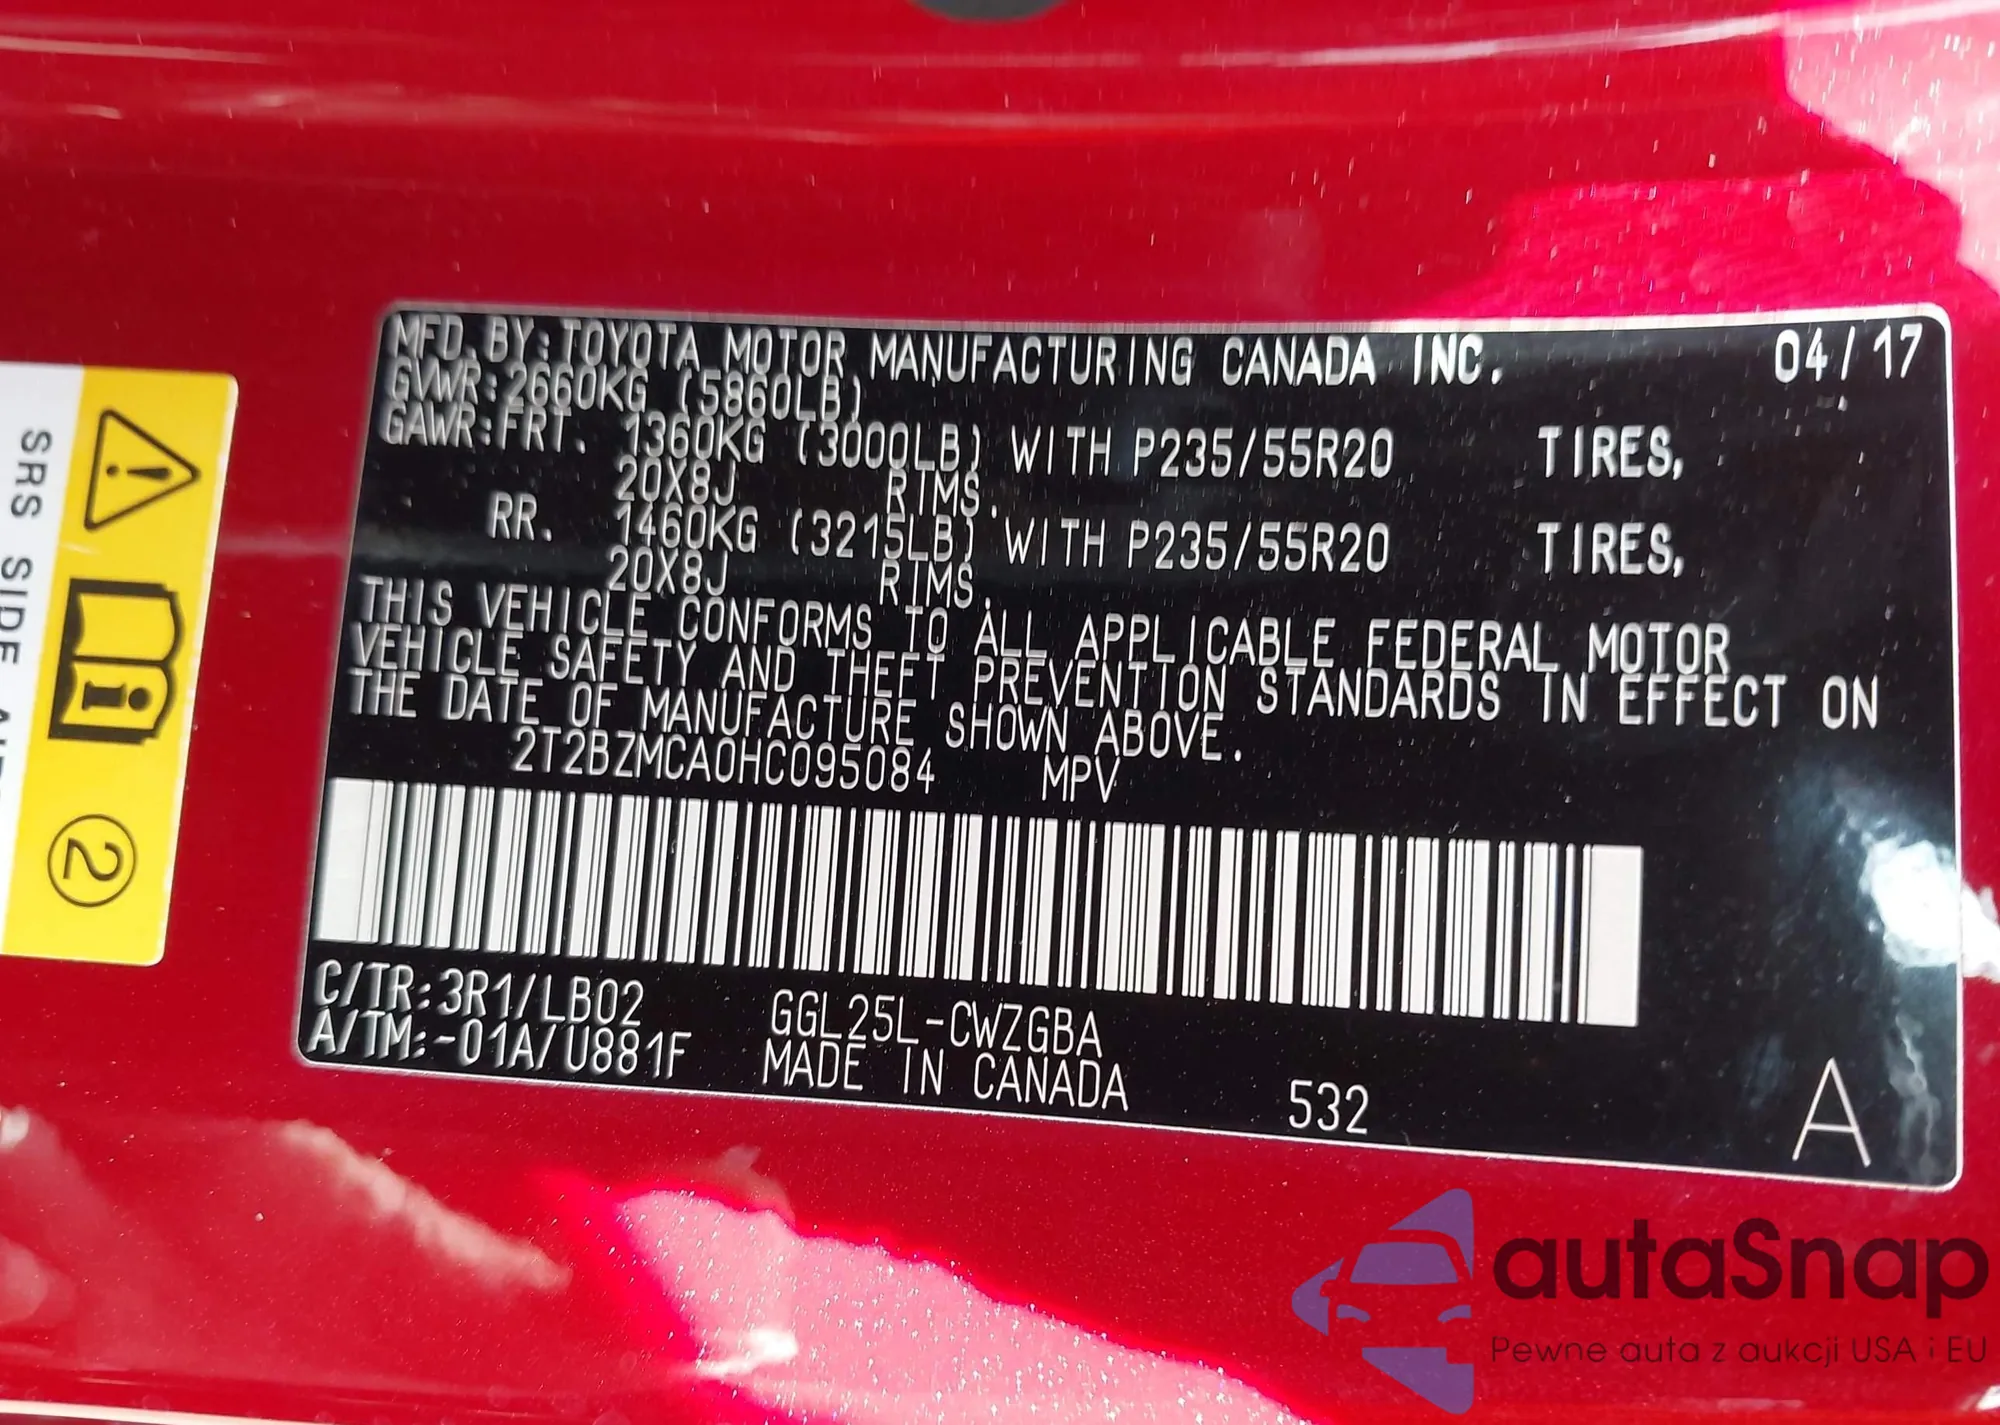 MFD. BY: TOYOTA MOTOR MANUFACTURING CANADA INC. 04/17
GVWR: 2660KG (5860LB)
GAWR: FRT. 1360KG (3000LB) WITH P235/55R20 TIRES,
20X8J RIMS.
RR. 1460KG (3215LB) WITH P235/55R20 TIRES,
20X8J RIMS.
THIS VEHICLE CONFORMS TO ALL APPLICABLE FEDERAL MOTOR
VEHICLE SAFETY AND THEFT PREVENTION STANDARDS IN EFFECT ON
THE DATE OF MANUFACTURE SHOWN ABOVE.
2T2BZMCA0HC095084 MPV
C/TR: 3R1/LB02 GGL25L-CWZGBA
A/TM: -01A/U881F MADE IN CANADA 532 A
SRS SIDE
2
autaSnap
Pewne auta z aukcji USA i EU